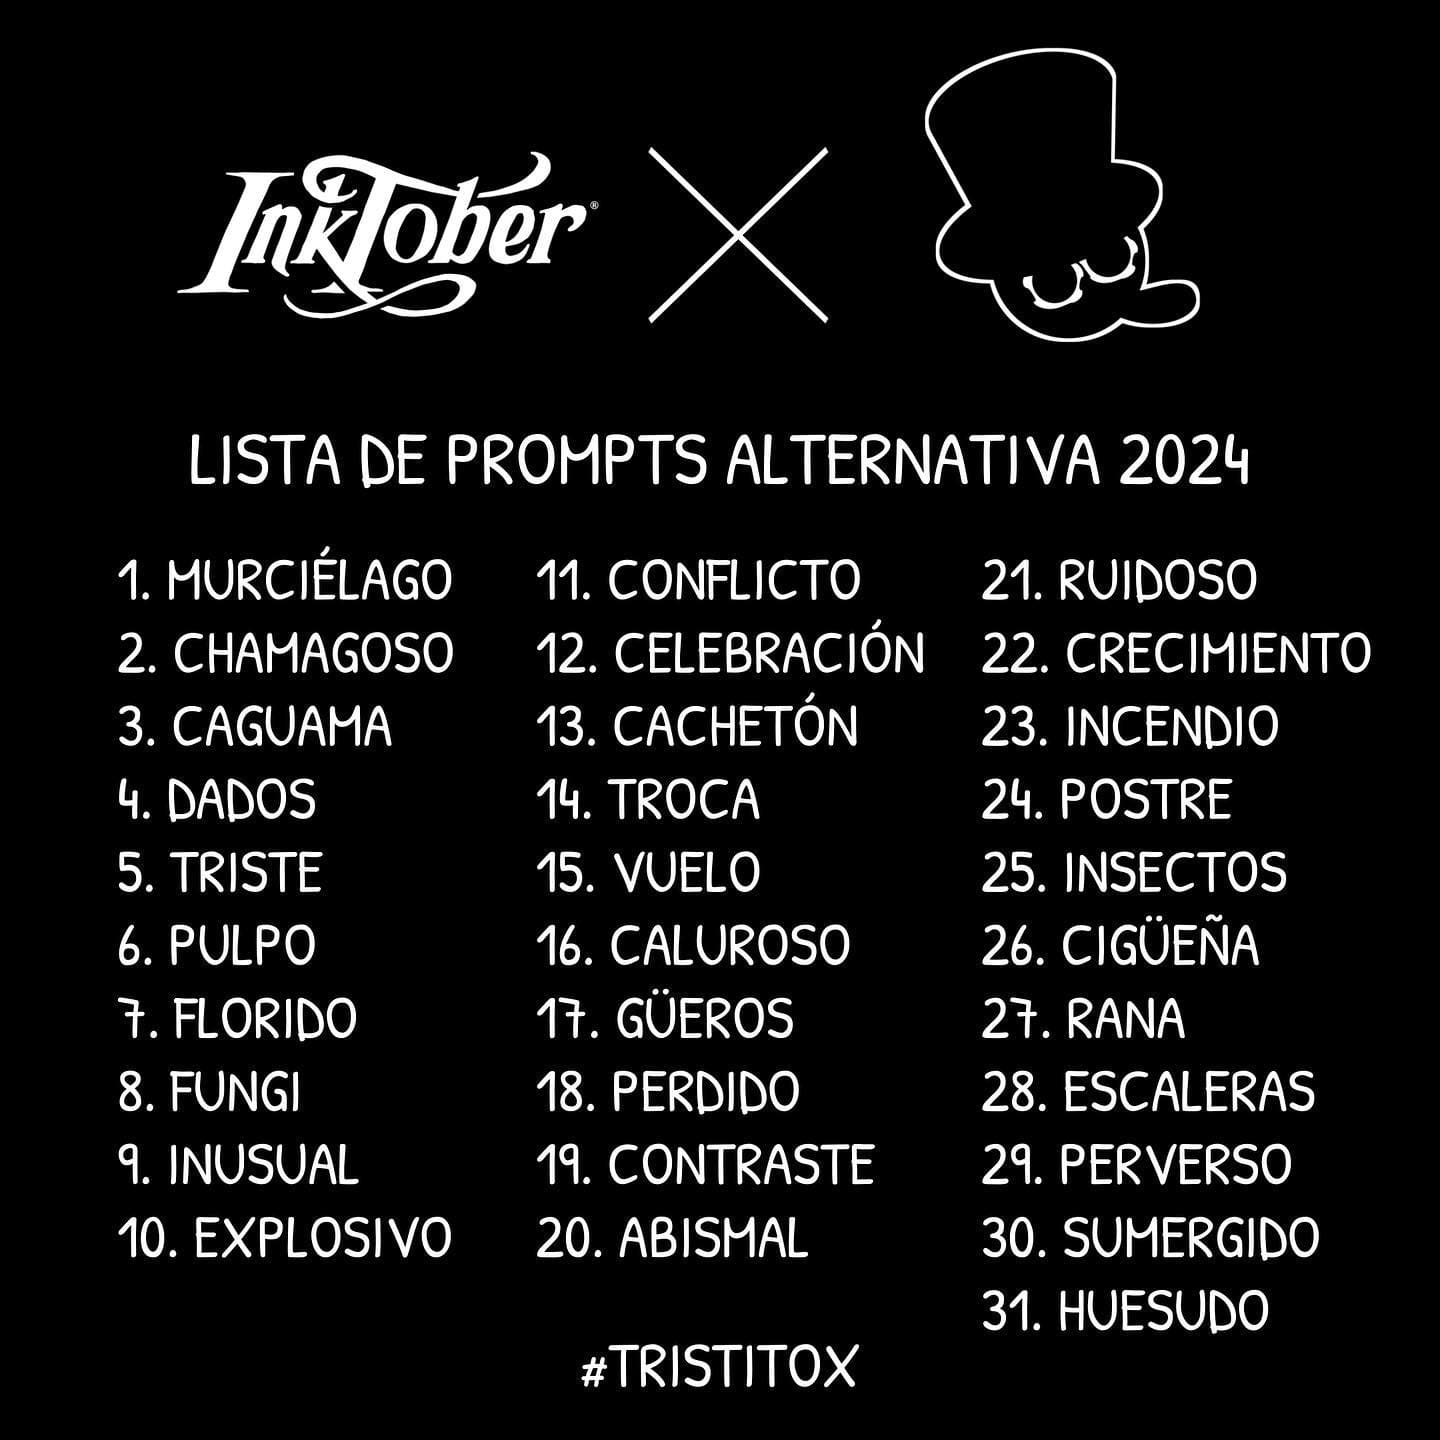 InkTober®
LISTA DE PROMPTS ALTERNATIVA 2024
1. MURCIÉLAGO
2. CHAMAGOSO
3. CAGUAMA
4. DADOS
5. TRISTE
6. PULPO
7. FLORIDO
8. FUNGI
9. INUSUAL
10. EXPLOSIVO
11. CONFLICTO
12. CELEBRACIÓN
13. CACHETÓN
14. TROCA
15. VUELO
16. CALUROSO
17. GÜEROS
18. PERDIDO
19. CONTRASTE
20. ABISMAL
21. RUIDOSO
22. CRECIMIENTO
23. INCENDIO
24. POSTRE
25. INSECTOS
26. CIGÜEÑA
27. RANA
28. ESCALERAS
29. PERVERSO
30. SUMERGIDO
31. HUESUDO
#TRISTITOX